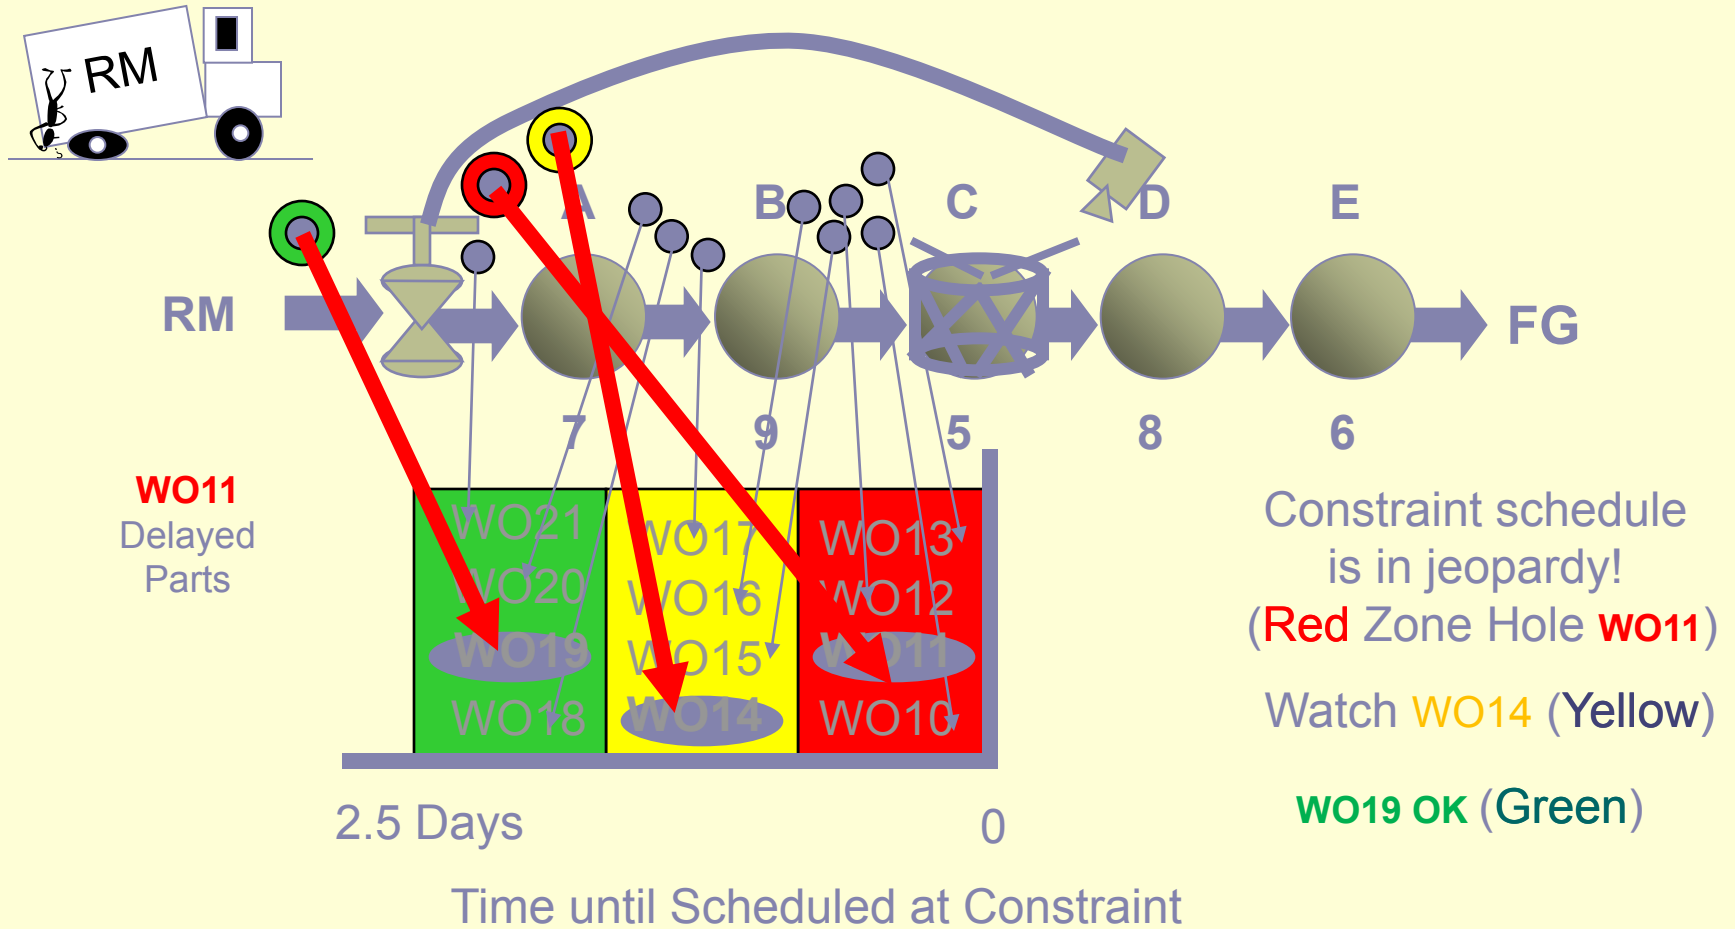 RM
A B C D E
RM FG
7 9 5 8 6
WO11
Delayed
Parts
WO21
WO20
WO19
WO18
WO17
WO16
WO15
WO14
WO13
WO12
WO11
WO10
Constraint schedule
is in jeopardy!
(Red Zone Hole WO11)
Watch WO14 (Yellow)
WO19 OK (Green)
2.5 Days 0
Time until Scheduled at Constraint